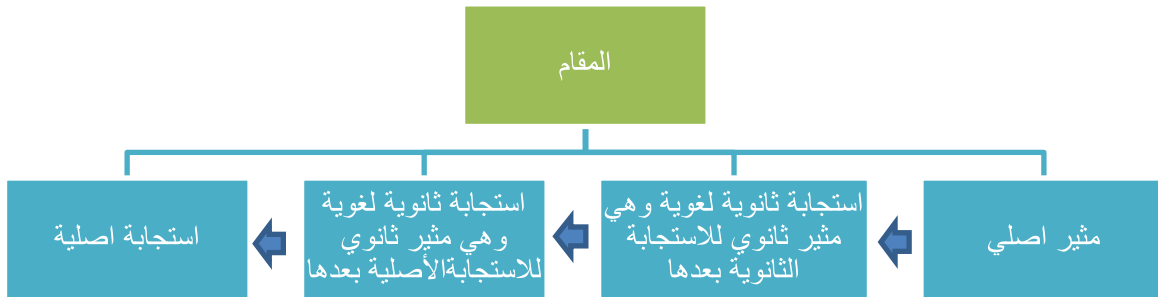 المقام
مثير اصلي
استجابة ثانوية لغوية وهي
مثير ثانوي للاستجابة
الثانوية بعدها
استجابة ثانوية لغوية
وهي مثير ثانوي
للاستجابةالأصلية بعدها
استجابة اصلية